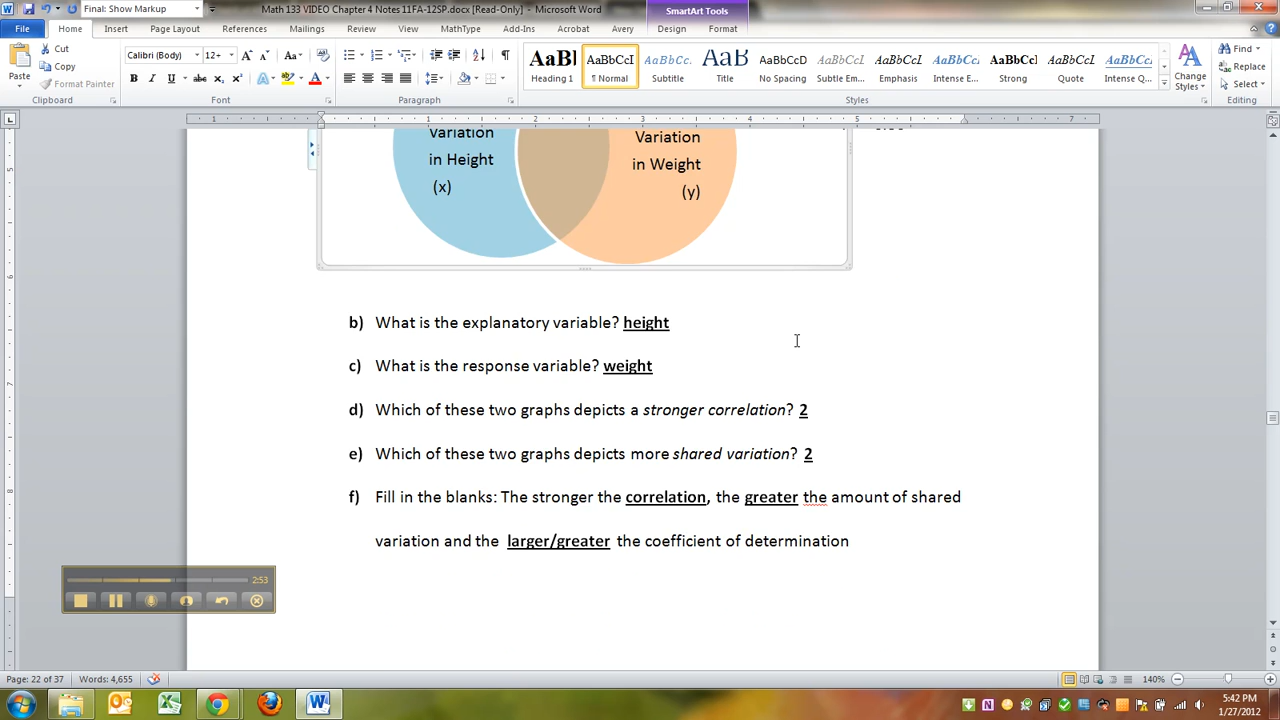 Math 133 VIDEO Chapter 4 Notes 11FA-12SP.docx [Read-Only] - Microsoft Word
Final: Show Markup
SmartArt Tools
File Home Insert Page Layout References Mailings Review View MathType Add-Ins Acrobat Avery Design Format
Paste
Cut
Copy
Format Painter
Clipboard
Calibri (Body) 12+
Font
Paragraph
AaBl AaBbCcI AaBbCc. AaBb AaBbCcD AaBbCcI AaBbCcI AaBbCcI AaBbCcI AaBbCcI AaBbCcI
Heading 1 ¶ Normal Subtitle Title No Spacing Subtle Em... Emphasis Intense E... Strong Quote Intense Q...
Change Styles
Styles
Find
Replace
Select
Editing
Variation
in Height
(x)
Variation
in Weight
(y)
b) What is the explanatory variable? height
c) What is the response variable? weight
d) Which of these two graphs depicts a stronger correlation? 2
e) Which of these two graphs depicts more shared variation? 2
f) Fill in the blanks: The stronger the correlation, the greater the amount of shared
variation and the larger/greater the coefficient of determination
2:53
Page: 22 of 37 Words: 4,655 140%
5:42 PM
1/27/2012